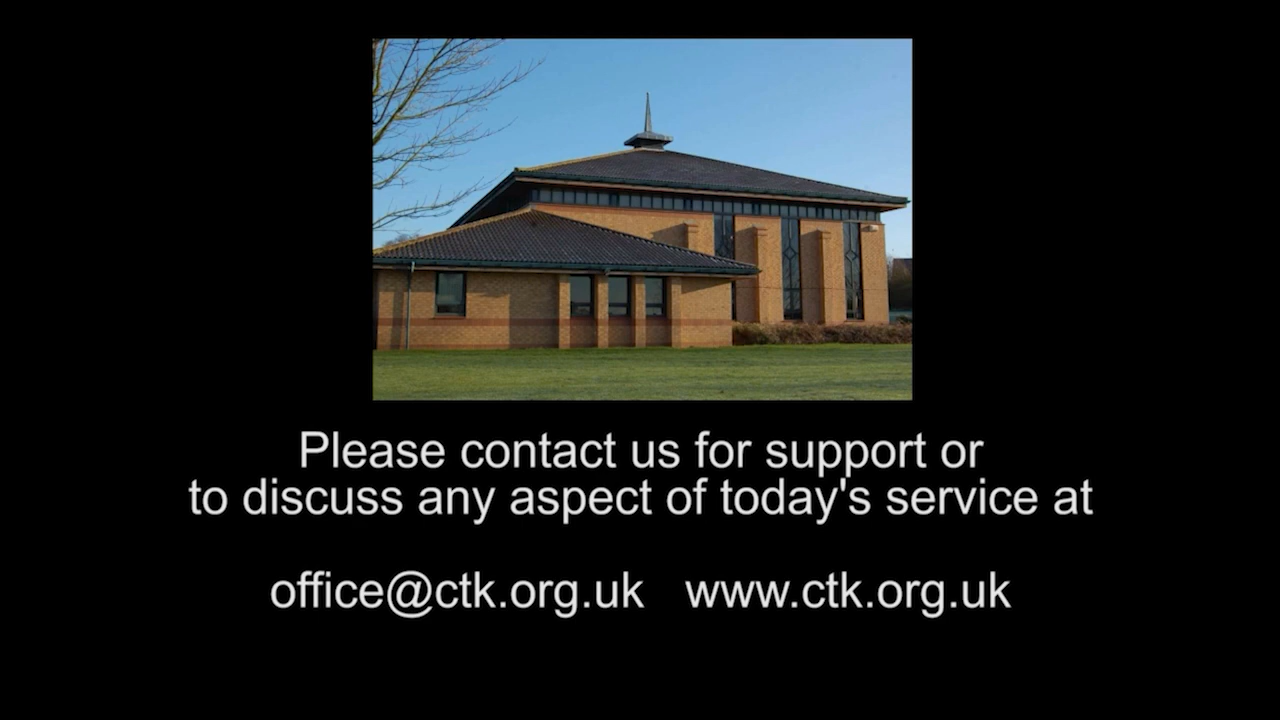 Please contact us for support or
to discuss any aspect of today's service at
office@ctk.org.uk www.ctk.org.uk